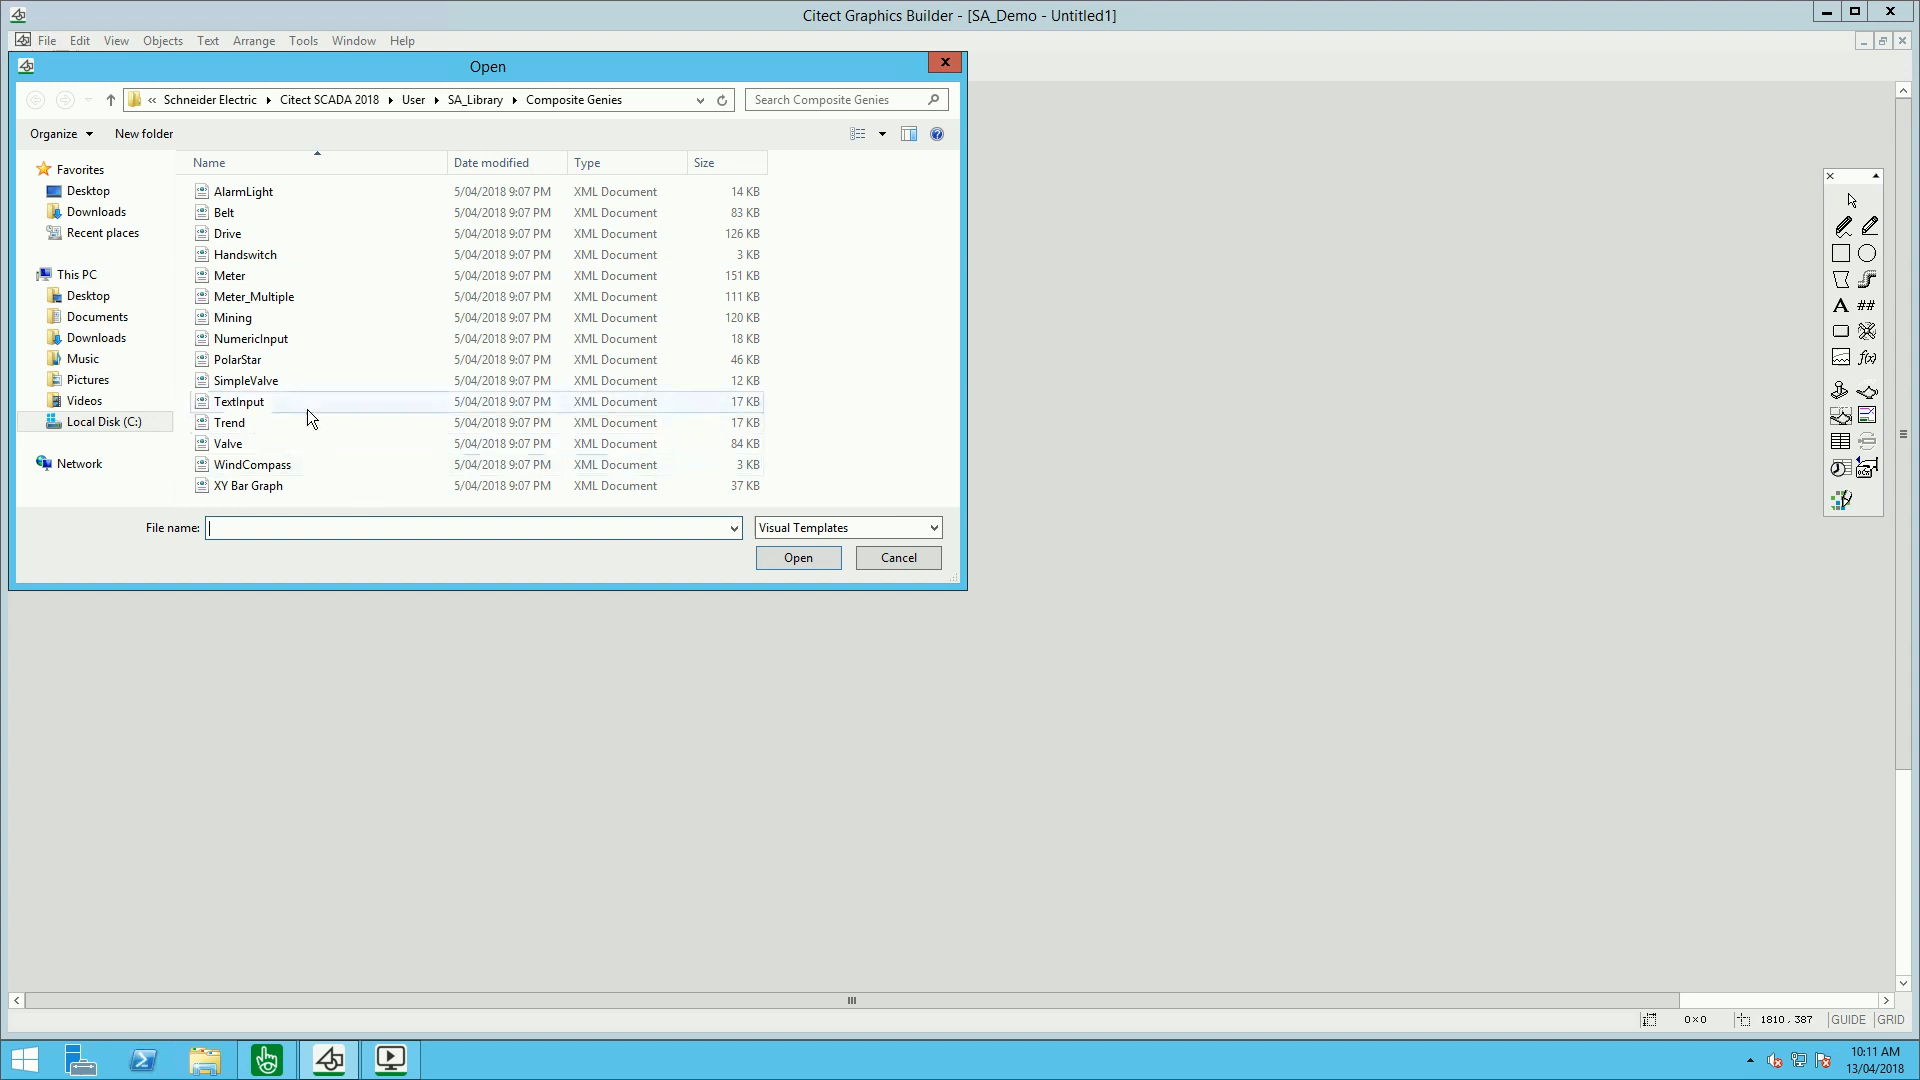 Citect Graphics Builder - [SA_Demo - Untitled1]
File Edit View Objects Text Arrange Tools Window Help
Open
« Schneider Electric Citect SCADA 2018 User SA_Library Composite Genies
Search Composite Genies
Organize New folder
Name Date modified Type Size
Favorites
Desktop
Downloads
Recent places
This PC
Desktop
Documents
Downloads
Music
Pictures
Videos
Local Disk (C:)
Network
AlarmLight 5/04/2018 9:07 PM XML Document 14 KB
Belt 5/04/2018 9:07 PM XML Document 83 KB
Drive 5/04/2018 9:07 PM XML Document 126 KB
Handswitch 5/04/2018 9:07 PM XML Document 3 KB
Meter 5/04/2018 9:07 PM XML Document 151 KB
Meter_Multiple 5/04/2018 9:07 PM XML Document 111 KB
Mining 5/04/2018 9:07 PM XML Document 120 KB
NumericInput 5/04/2018 9:07 PM XML Document 18 KB
PolarStar 5/04/2018 9:07 PM XML Document 46 KB
SimpleValve 5/04/2018 9:07 PM XML Document 12 KB
TextInput 5/04/2018 9:07 PM XML Document 17 KB
Trend 5/04/2018 9:07 PM XML Document 17 KB
Valve 5/04/2018 9:07 PM XML Document 84 KB
WindCompass 5/04/2018 9:07 PM XML Document 3 KB
XY Bar Graph 5/04/2018 9:07 PM XML Document 37 KB
File name: Visual Templates
Open Cancel
A ##
f(x)
0×0 1810, 387 GUIDE GRID
10:11 AM
13/04/2018